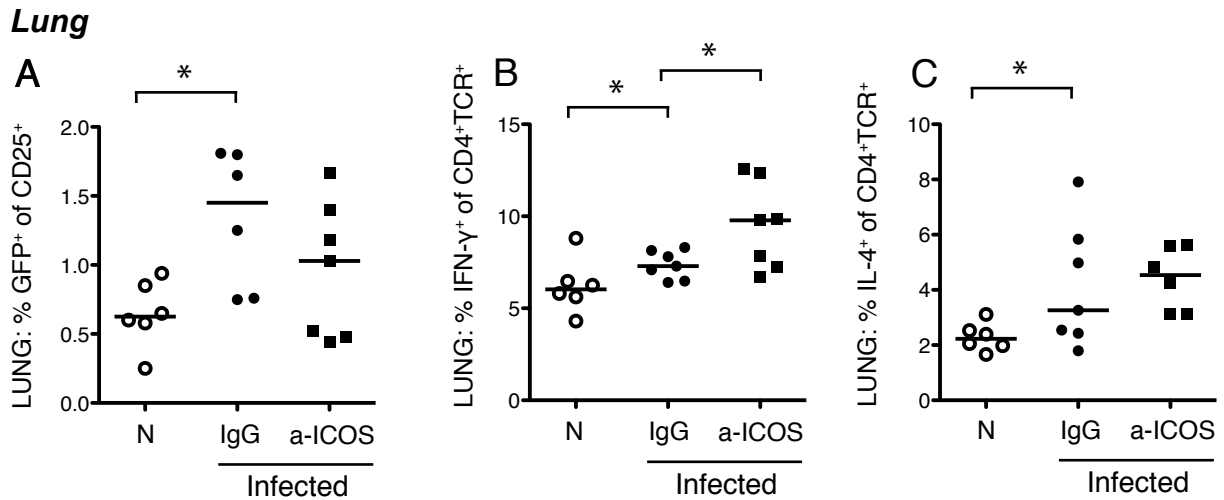 Lung
A
*
LUNG: % GFP⁺ of CD25⁺
2.0
1.5
1.0
0.5
0.0
N
IgG
a-ICOS
Infected
B
*
*
LUNG: % IFN-γ⁺ of CD4⁺TCR⁺
15
10
5
0
N
IgG
a-ICOS
Infected
C
*
LUNG: % IL-4⁺ of CD4⁺TCR⁺
10
8
6
4
2
0
N
IgG
a-ICOS
Infected